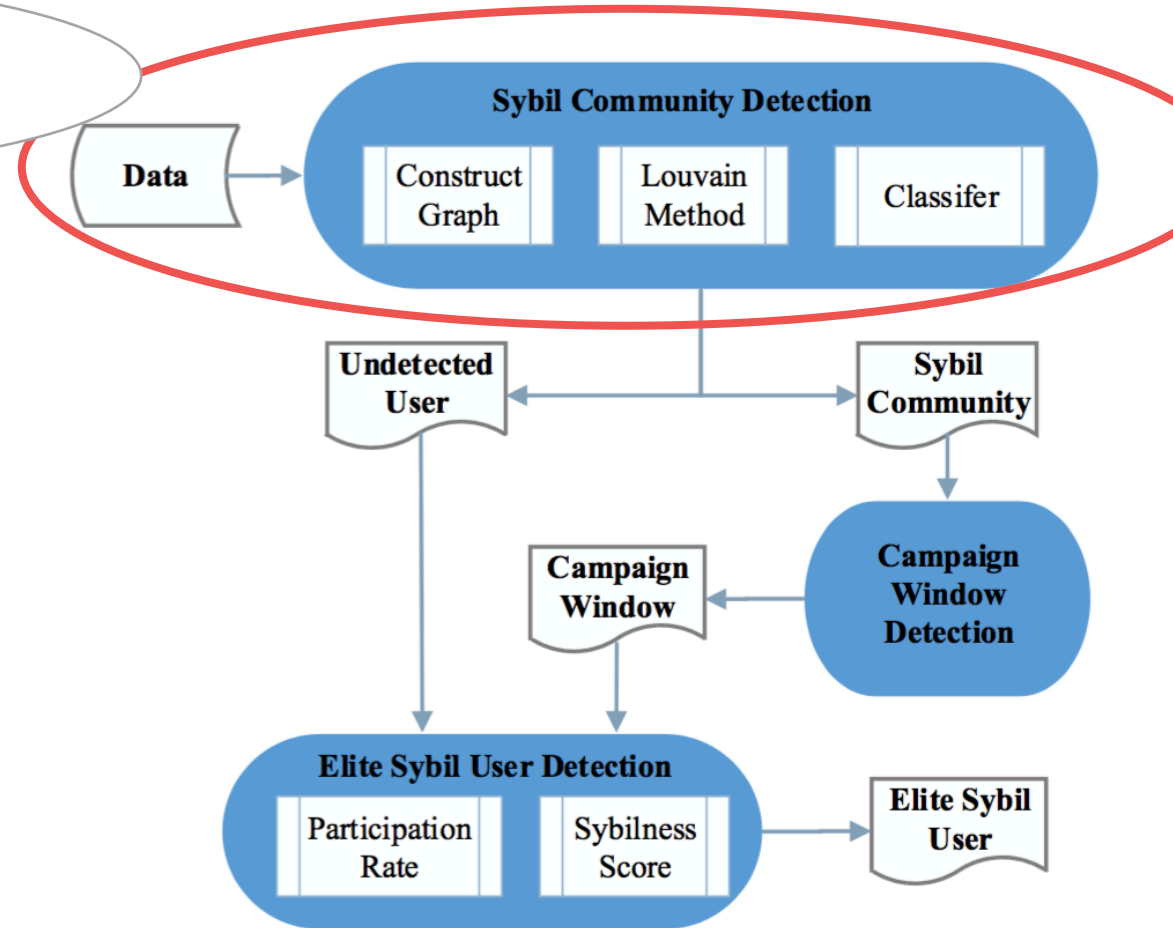 Sybil Community Detection
Data
Construct
Graph
Louvain
Method
Classifer
Undetected
User
Sybil
Community
Campaign
Window
Campaign
Window
Detection
Elite Sybil User Detection
Participation
Rate
Sybilness
Score
Elite Sybil
User